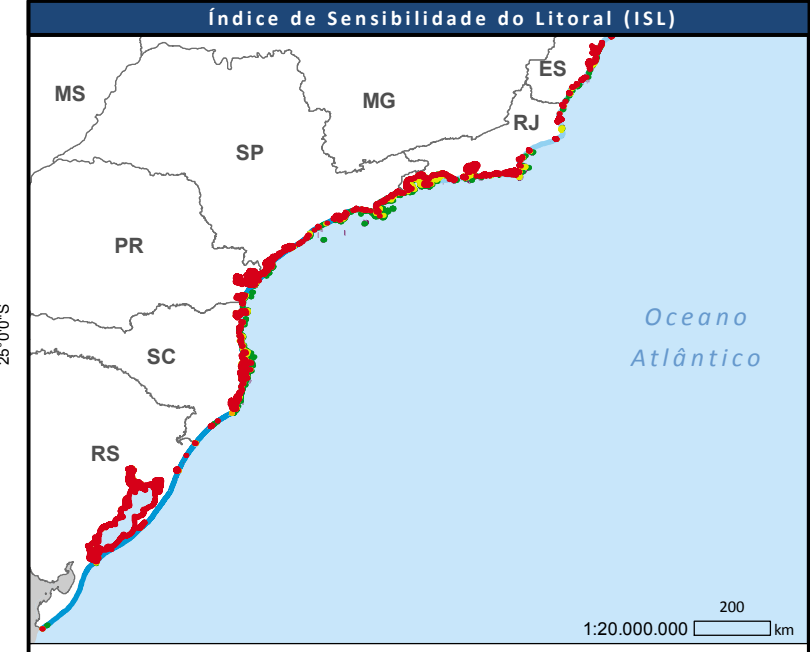 Índice de Sensibilidade do Litoral (ISL)
MS
MG
ES
RJ
SP
PR
SC
RS
25°0'0"S
Oceano
Atlântico
200
1:20.000.000 km